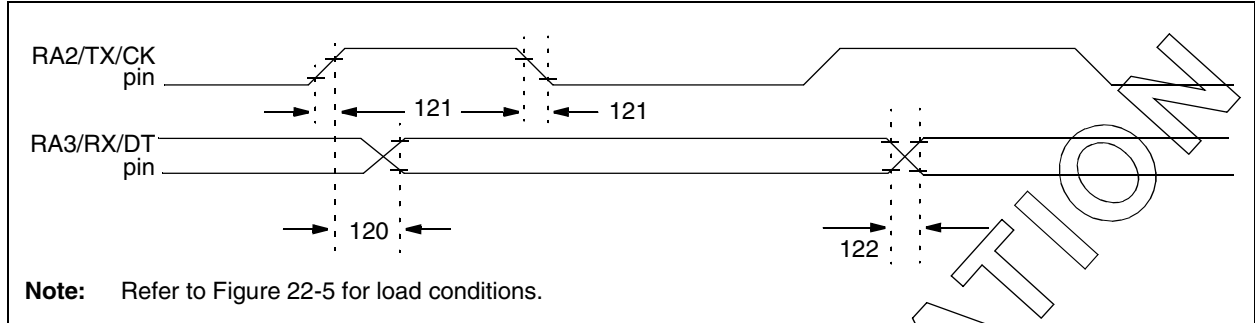 RA2/TX/CK
pin
121
121
RA3/RX/DT
pin
120
122
Note: Refer to Figure 22-5 for load conditions.
ATION